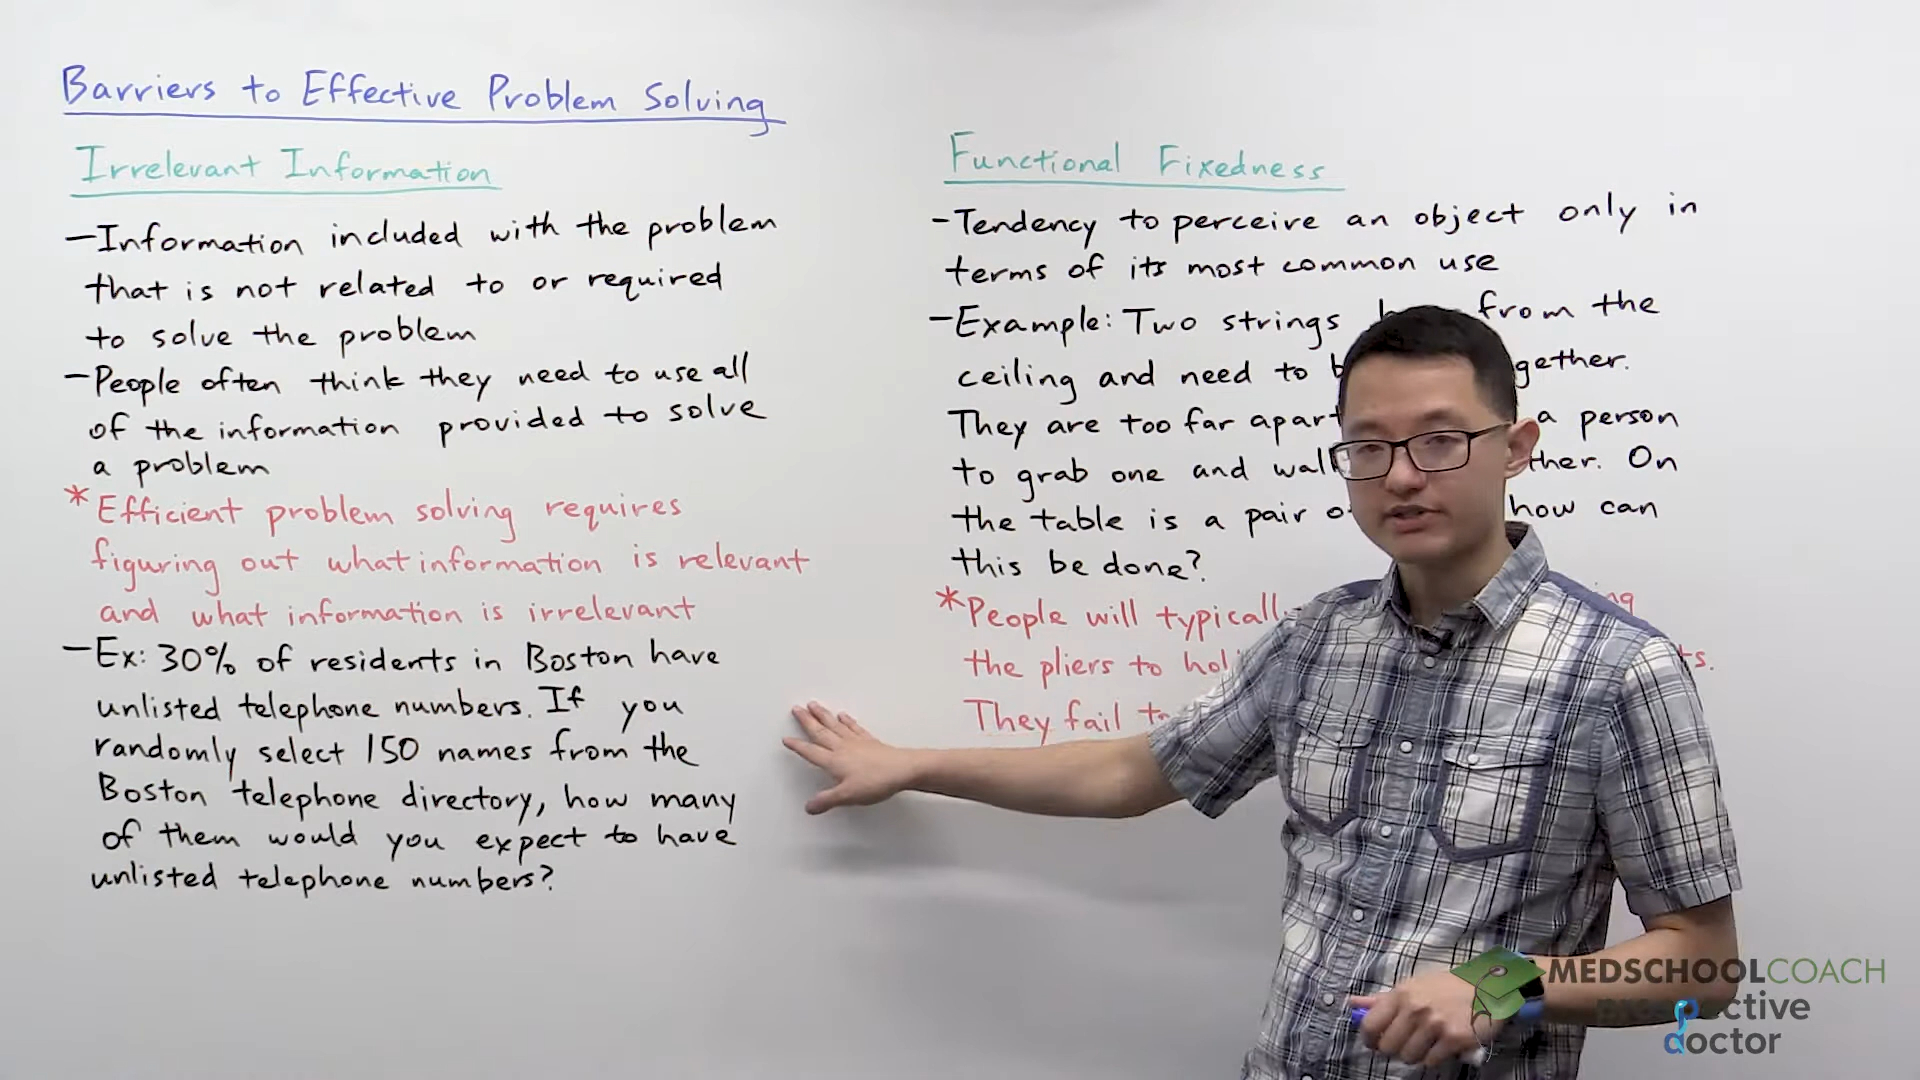 Barriers to Effective Problem Solving
Irrelevant Information
- Information included with the problem
that is not related to or required
to solve the problem
- People often think they need to use all
of the information provided to solve
a problem
* Efficient problem solving requires
figuring out what information is relevant
and what information is irrelevant
- Ex: 30% of residents in Boston have
unlisted telephone numbers. If you
randomly select 150 names from the
Boston telephone directory, how many
of them would you expect to have
unlisted telephone numbers?
Functional Fixedness
- Tendency to perceive an object only in
terms of its most common use
- Example: Two strings from the
ceiling and need to
They are too far apart a person
to grab one and On
the table is a pair how can
this be done?
* People will
the pliers to
They fail
MEDSCHOOLCOACH
prospective
doctor